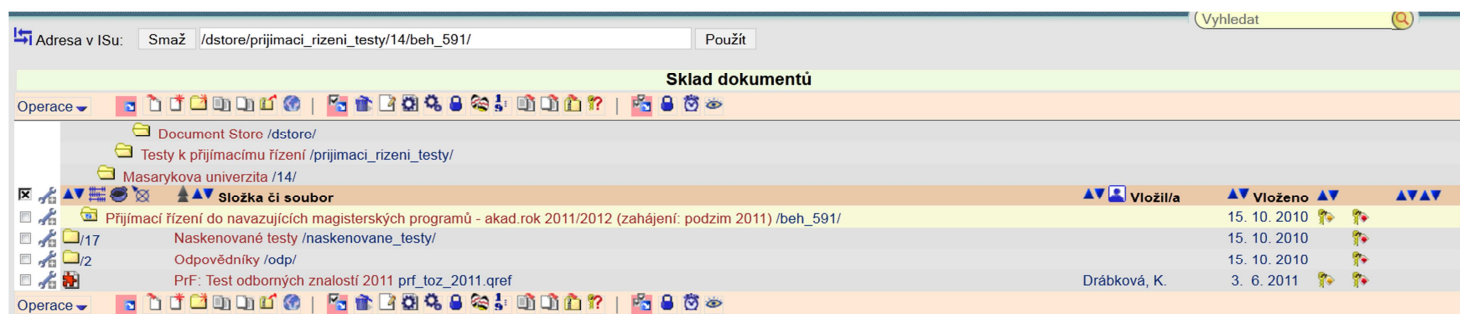 Vyhledat
Adresa v ISu: Smaž /dstore/prijimaci_rizeni_testy/14/beh_591/ Použít
Sklad dokumentů
Operace
Document Store /dstore/
Testy k přijímacímu řízení /prijimaci_rizeni_testy/
Masarykova univerzita /14/
Složka či soubor Vložil/a Vloženo
Přijímací řízení do navazujících magisterských programů - akad.rok 2011/2012 (zahájení: podzim 2011) /beh_591/ 15. 10. 2010
/17 Naskenované testy /naskenovane_testy/ 15. 10. 2010
/2 Odpovědníky /odp/ 15. 10. 2010
PrF: Test odborných znalostí 2011 prf_toz_2011.qref Drábková, K. 3. 6. 2011
Operace